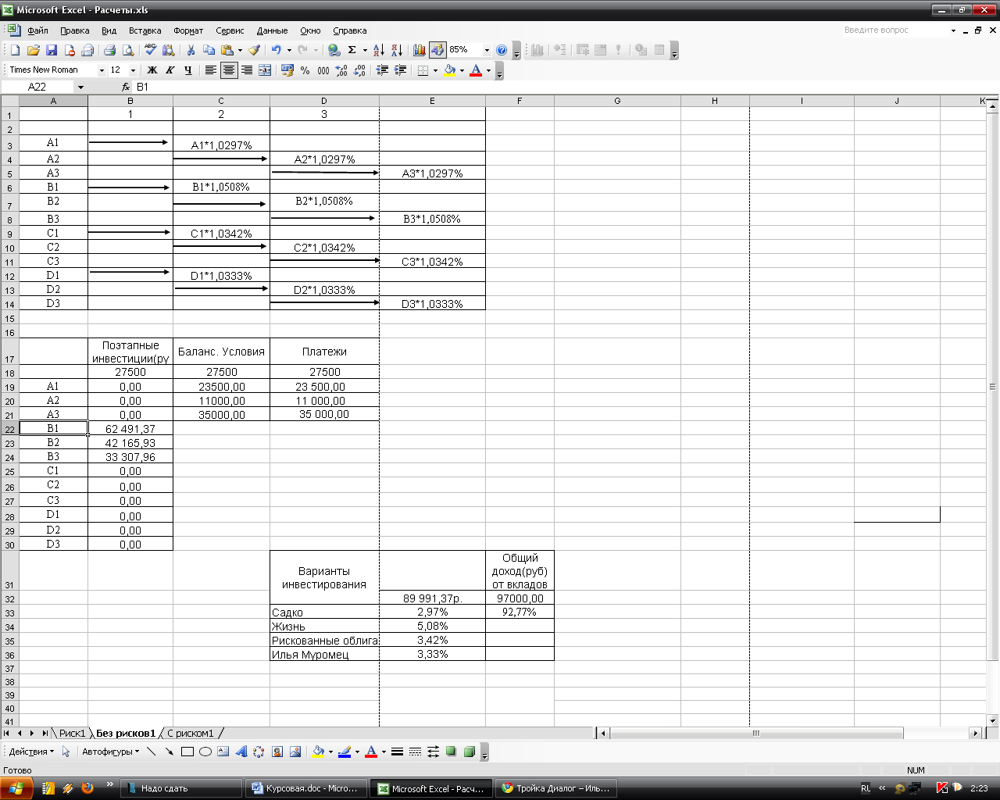 Microsoft Excel - Расчеты.xls
Файл Правка Вид Вставка Формат Сервис Данные Окно Справка Введите вопрос
85%
Times New Roman 12 Ж К Ч % 000
A22 fx B1
A B C D E F G H I J K
1 1 2 3
2
3 A1 A1*1,0297%
4 A2 A2*1,0297%
5 A3 A3*1,0297%
6 B1 B1*1,0508%
7 B2 B2*1,0508%
8 B3 B3*1,0508%
9 C1 C1*1,0342%
10 C2 C2*1,0342%
11 C3 C3*1,0342%
12 D1 D1*1,0333%
13 D2 D2*1,0333%
14 D3 D3*1,0333%
15
16
17 Поэтапные инвестиции(ру Баланс. Условия Платежи
18 27500 27500 27500
19 A1 0,00 23500,00 23 500,00
20 A2 0,00 11000,00 11 000,00
21 A3 0,00 35000,00 35 000,00
22 B1 62 491,37
23 B2 42 165,93
24 B3 33 307,96
25 C1 0,00
26 C2 0,00
27 C3 0,00
28 D1 0,00
29 D2 0,00
30 D3 0,00
31 Варианты инвестирования Общий доход(руб) от вкладов
32 89 991,37р. 97000,00
33 Садко 2,97% 92,77%
34 Жизнь 5,08%
35 Рискованные облига 3,42%
36 Илья Муромец 3,33%
37
38
39
40
41
Риск1 Без рисков1 С риском1
Действия Автофигуры
Готово NUM
Надо сдать Курсовая.doc - Micro... Microsoft Excel - Расч... Тройка Диалог – Иль... RL 2:23